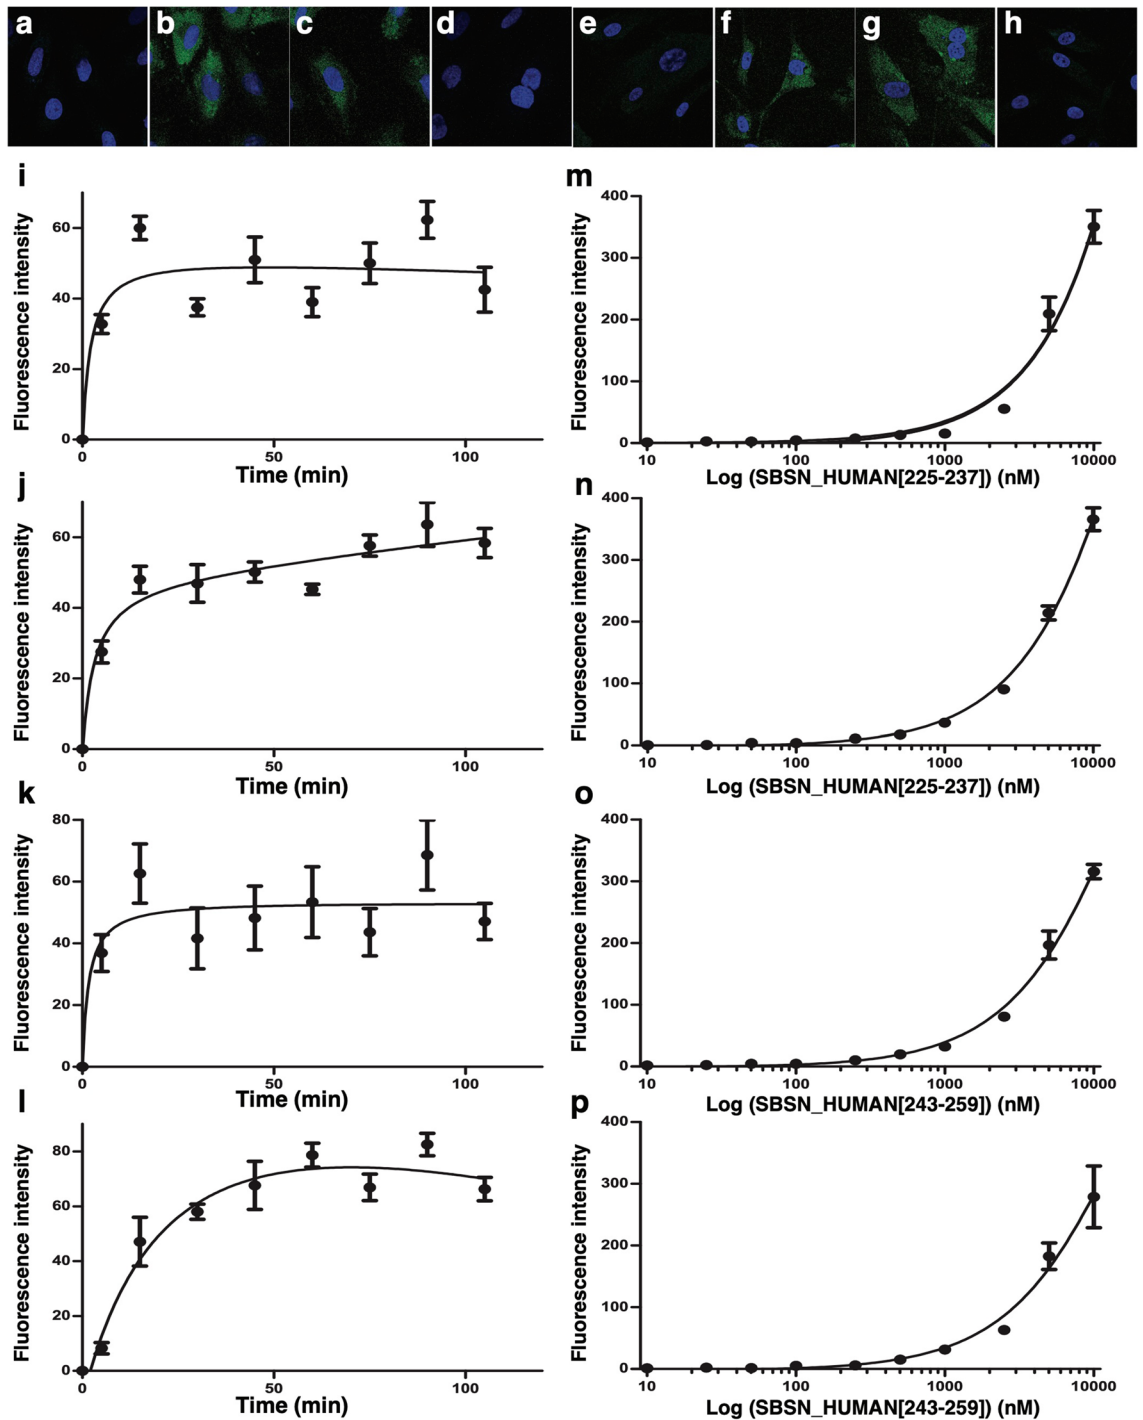 a b c d e f g h
i m
Fluorescence intensity
60
40
20
0
0 50 100
Time (min)
Fluorescence intensity
400
300
200
100
0
10 100 1000 10000
Log (SBSN_HUMAN[225-237]) (nM)
j n
Fluorescence intensity
60
40
20
0
0 50 100
Time (min)
Fluorescence intensity
400
300
200
100
0
10 100 1000 10000
Log (SBSN_HUMAN[225-237]) (nM)
k o
Fluorescence intensity
80
60
40
20
0
0 50 100
Time (min)
Fluorescence intensity
400
300
200
100
0
10 100 1000 10000
Log (SBSN_HUMAN[243-259]) (nM)
l p
Fluorescence intensity
80
60
40
20
0
0 50 100
Time (min)
Fluorescence intensity
400
300
200
100
0
10 100 1000 10000
Log (SBSN_HUMAN[243-259]) (nM)